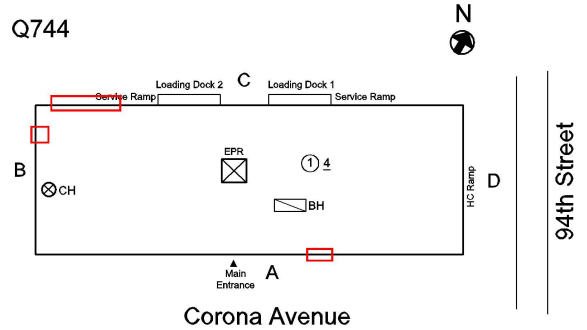 Q744
N
C
Loading Dock 2
Loading Dock 1
Service Ramp
Service Ramp
EPR
1 4
B
CH
BH
HC Ramp
D
94th Street
Main
Entrance
A
Corona Avenue